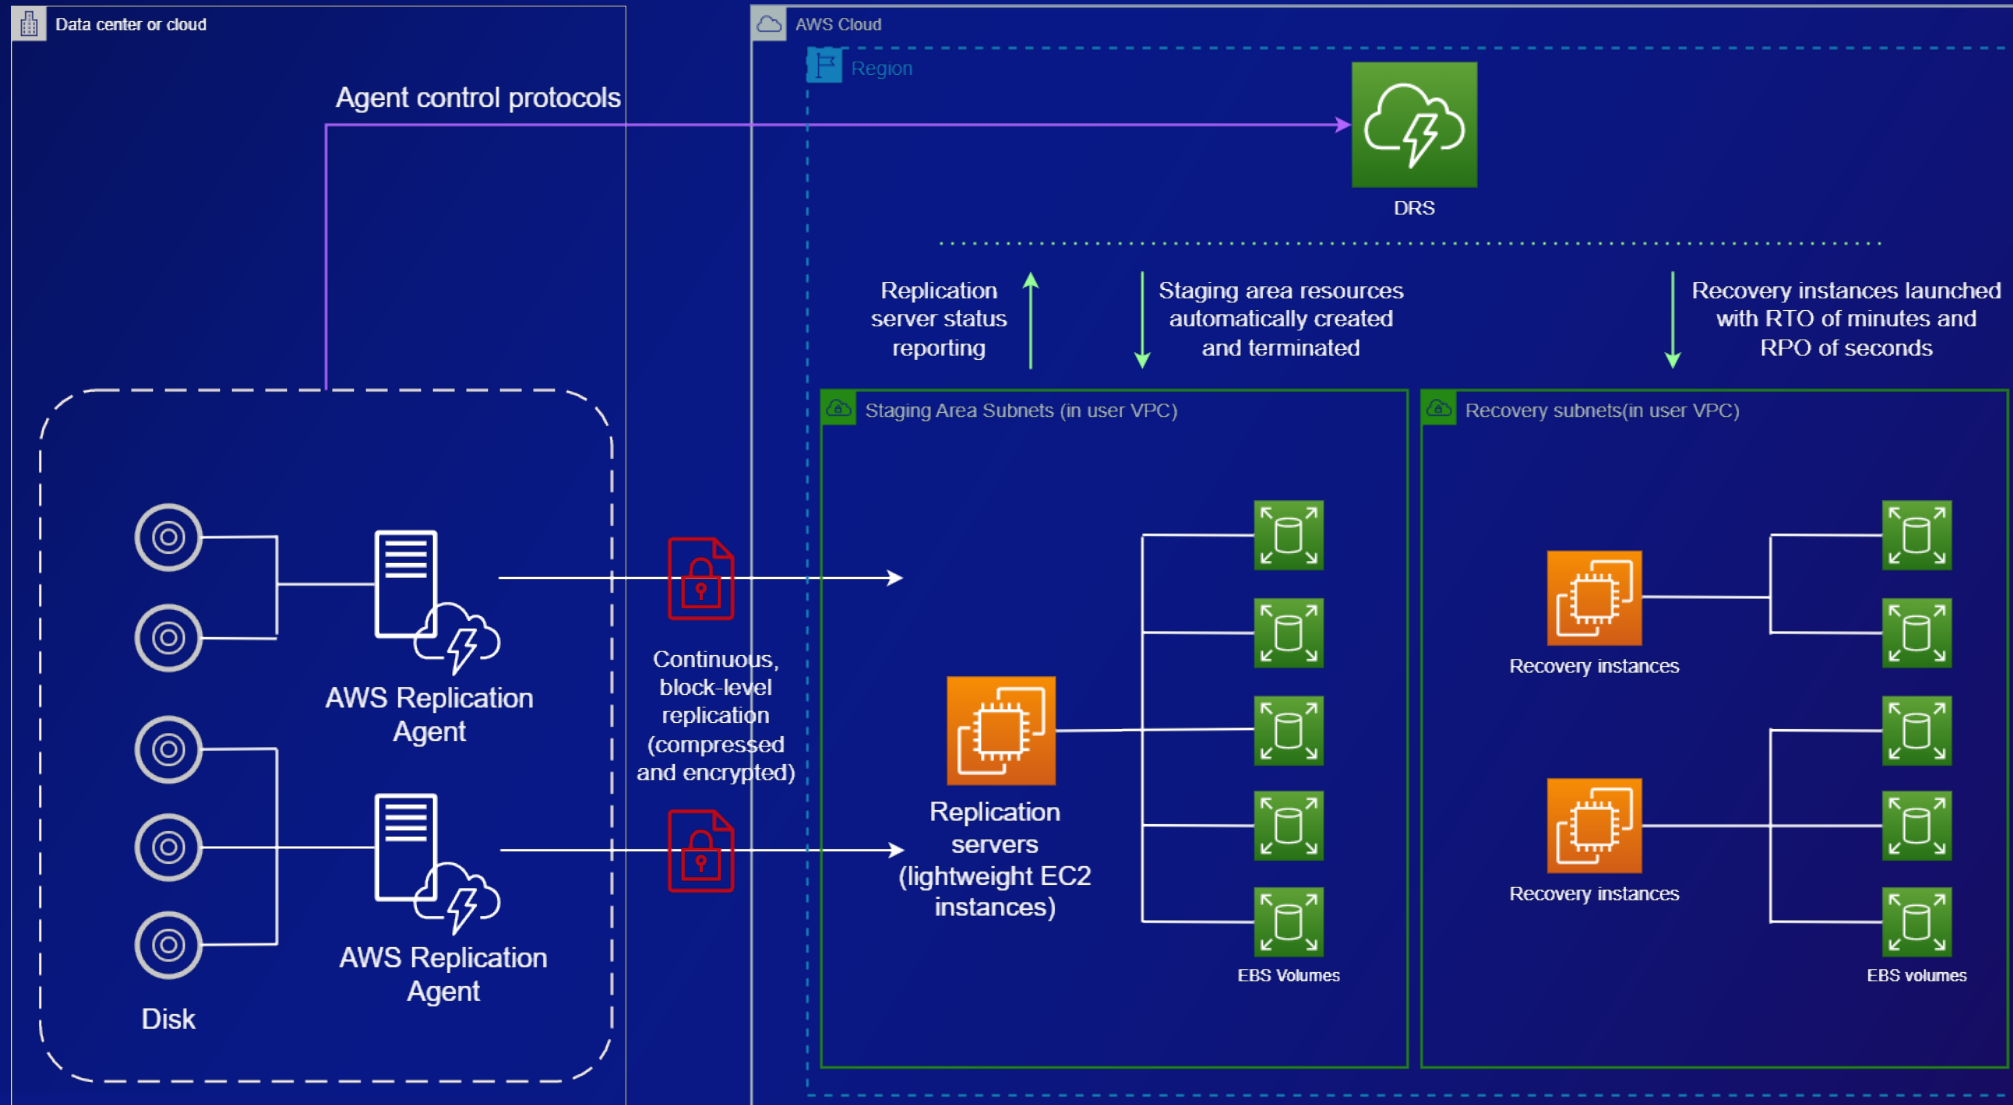 Data center or cloud
AWS Cloud
Region
Agent control protocols
DRS
Replication
server status
reporting
Staging area resources
automatically created
and terminated
Recovery instances launched
with RTO of minutes and
RPO of seconds
Staging Area Subnets (in user VPC)
Recovery subnets(in user VPC)
AWS Replication
Agent
AWS Replication
Agent
Disk
Continuous,
block-level
replication
(compressed
and encrypted)
Replication
servers
(lightweight EC2
instances)
EBS Volumes
Recovery instances
Recovery instances
EBS volumes